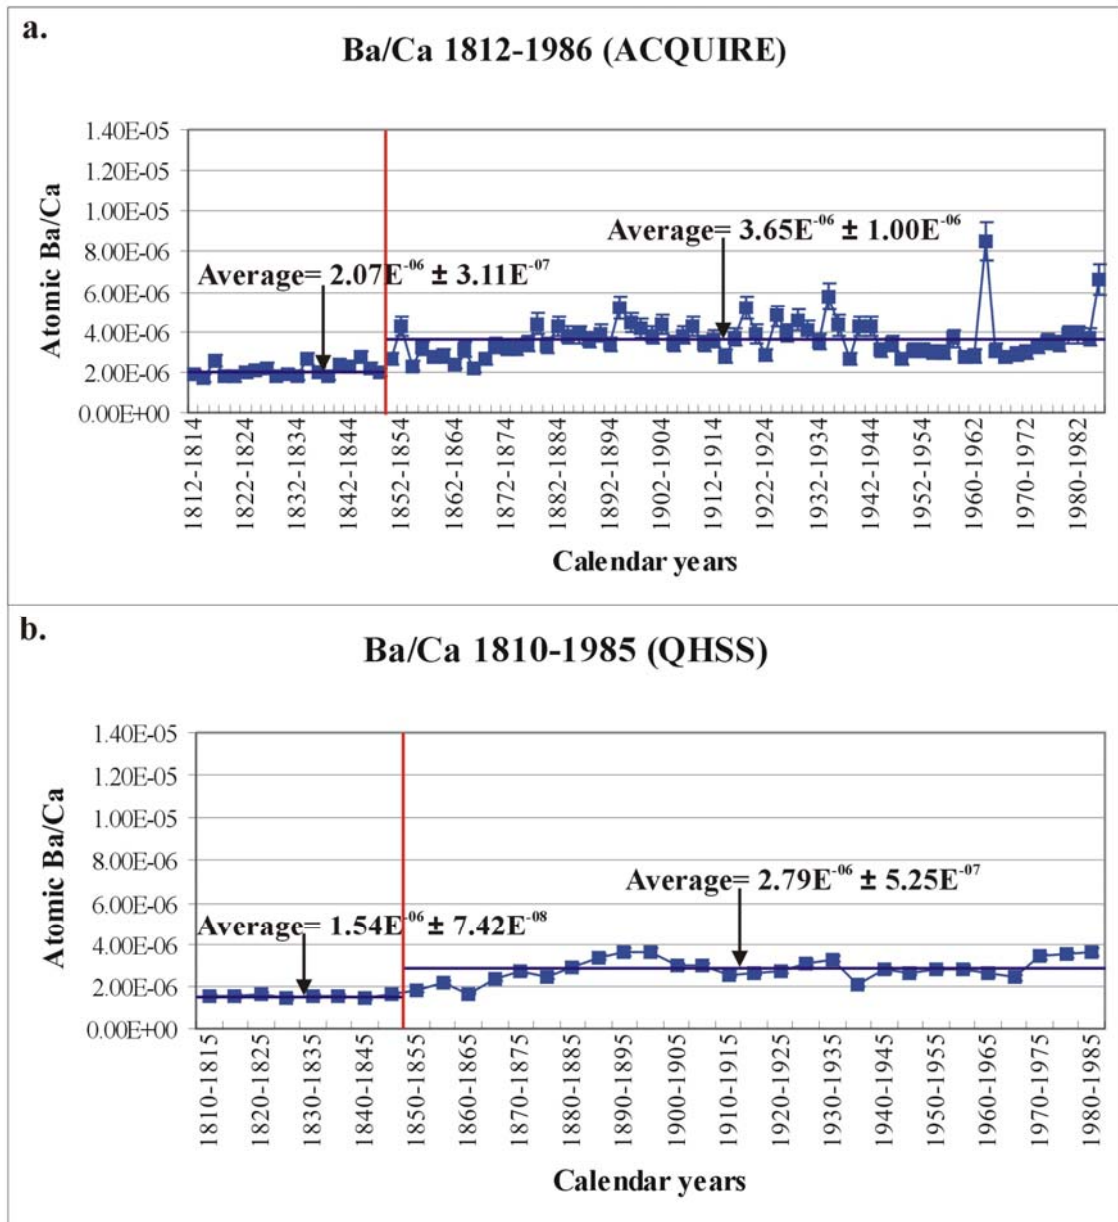 a.
Ba/Ca 1812-1986 (ACQUIRE)
1.40E-05
1.20E-05
1.00E-05
8.00E-06
6.00E-06
4.00E-06
2.00E-06
0.00E+00
Atomic Ba/Ca
Average= 2.07E-06 ± 3.11E-07
Average= 3.65E-06 ± 1.00E-06
1812-1814
1822-1824
1832-1834
1842-1844
1852-1854
1862-1864
1872-1874
1882-1884
1892-1894
1902-1904
1912-1914
1922-1924
1932-1934
1942-1944
1952-1954
1960-1962
1970-1972
1980-1982
Calendar years
b.
Ba/Ca 1810-1985 (QHSS)
1.40E-05
1.20E-05
1.00E-05
8.00E-06
6.00E-06
4.00E-06
2.00E-06
0.00E+00
Atomic Ba/Ca
Average= 1.54E-06 ± 7.42E-08
Average= 2.79E-06 ± 5.25E-07
1810-1815
1820-1825
1830-1835
1840-1845
1850-1855
1860-1865
1870-1875
1880-1885
1890-1895
1900-1905
1910-1915
1920-1925
1930-1935
1940-1945
1950-1955
1960-1965
1970-1975
1980-1985
Calendar years